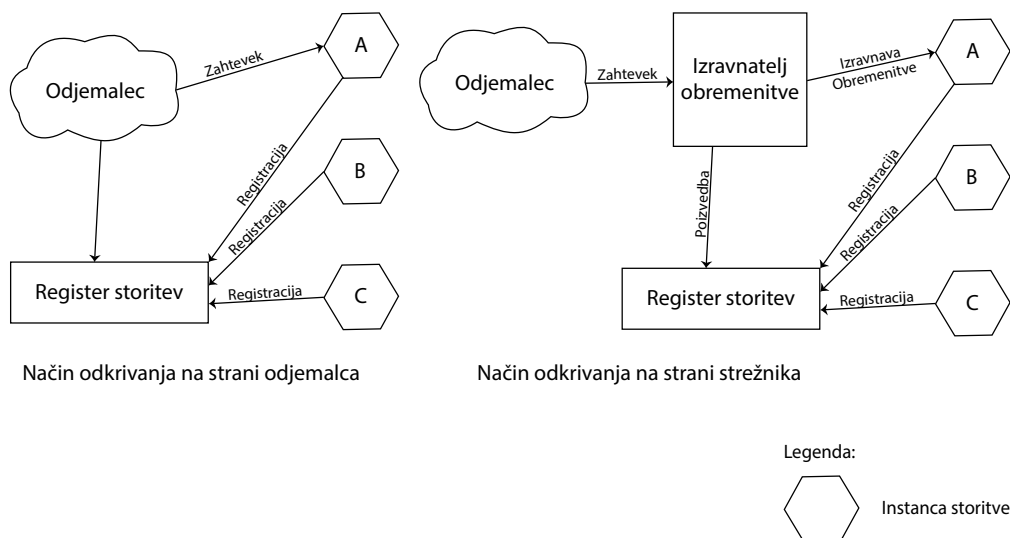 Odjemalec
Zahtevek
A
Registracija
B
Registracija
C
Registracija
Register storitev
Način odkrivanja na strani odjemalca
Odjemalec
Zahtevek
Izravnatelj
obremenitve
Izravnava
Obremenitve
A
Poizvedba
Registracija
B
Registracija
C
Registracija
Register storitev
Način odkrivanja na strani strežnika
Legenda:
Instanca storitve